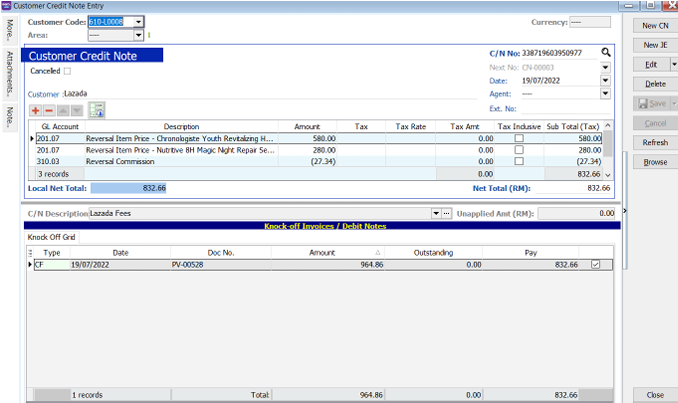 Customer Credit Note Entry
Customer Code: 610-L0008
Currency: ----
Area: ----
More...
Attachments...
Note...
Customer Credit Note
Cancelled
C/N No: 338719603950977
Next No: CN-00003
Date: 19/07/2022
Agent: ----
Ext. No:
Customer :Lazada
GL Account Description Amount Tax Tax Rate Tax Amt Tax Inclusive Sub Total (Tax)
201.07 Reversal Item Price - Chronologiste Youth Revitalizing H... 580.00 0.00 580.00
201.07 Reversal Item Price - Nutritive 8H Magic Night Repair Se... 280.00 0.00 280.00
310.03 Reversal Commission (27.34) 0.00 (27.34)
3 records 0.00 832.66
Local Net Total: 832.66 Net Total (RM): 832.66
C/N Description Lazada Fees Unapplied Amt (RM): 0.00
Knock-off Invoices / Debit Notes
Knock Off Grid
Type Date Doc No. Amount Outstanding Pay
CF 19/07/2022 PV-00528 964.86 0.00 832.66
1 records Total: 964.86 0.00 832.66
New CN
New JE
Edit
Delete
Save
Cancel
Refresh
Browse
Close